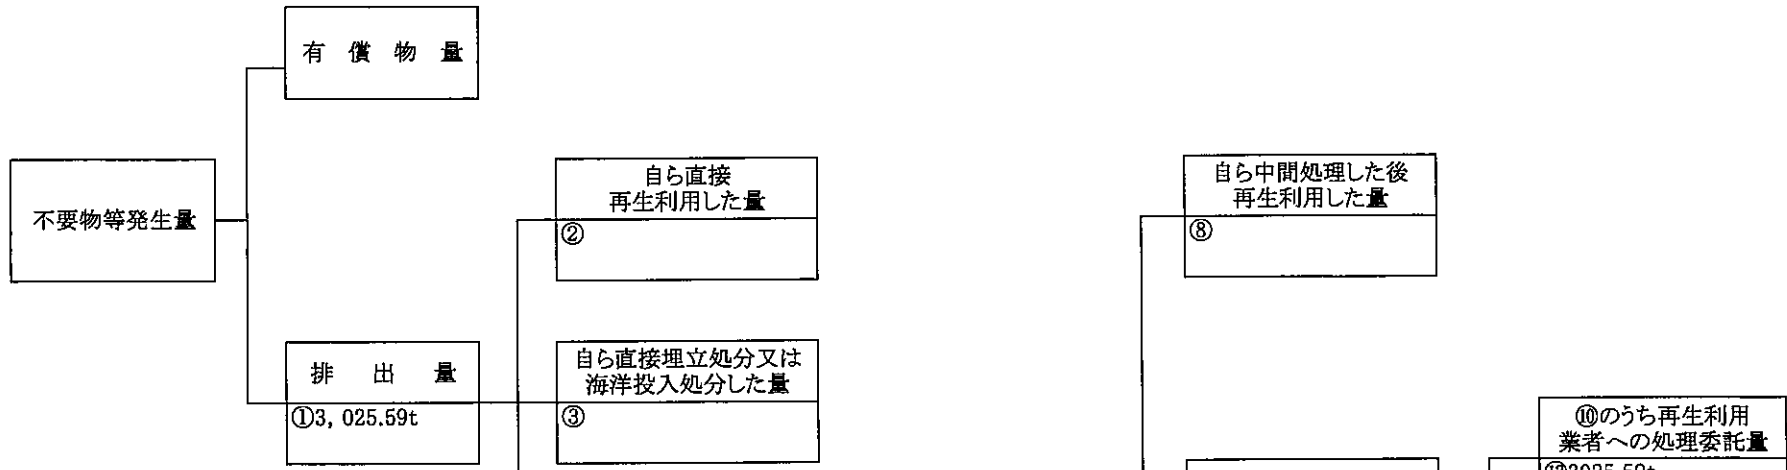 有 償 物 量
不要物等発生量
自ら直接
再生利用した量
②
自ら中間処理した後
再生利用した量
⑧
排 出 量
①3,025.59t
自ら直接埋立処分又は
海洋投入処分した量
③
⑩のうち再生利用
業者への処理委託量